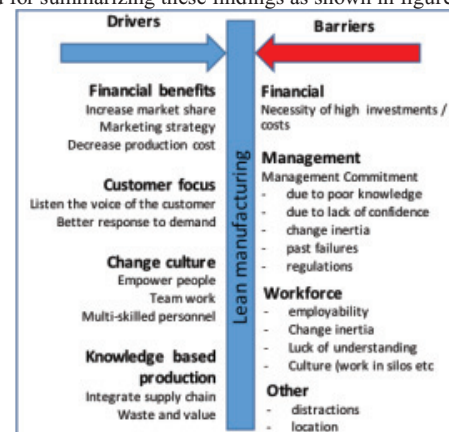 for summarizing these findings as shown in figure
Drivers
Barriers
Financial benefits
Increase market share
Marketing strategy
Decrease production cost
Customer focus
Listen the voice of the customer
Better response to demand
Change culture
Empower people
Team work
Multi-skilled personnel
Knowledge based
production
Integrate supply chain
Waste and value
Lean manufacturing
Financial
Necessity of high investments /
costs
Management
Management Commitment
- due to poor knowledge
- due to lack of confidence
- change inertia
- past failures
- regulations
Workforce
- employability
- Change inertia
- Luck of understanding
- Culture (work in silos etc
Other
- distractions
- location